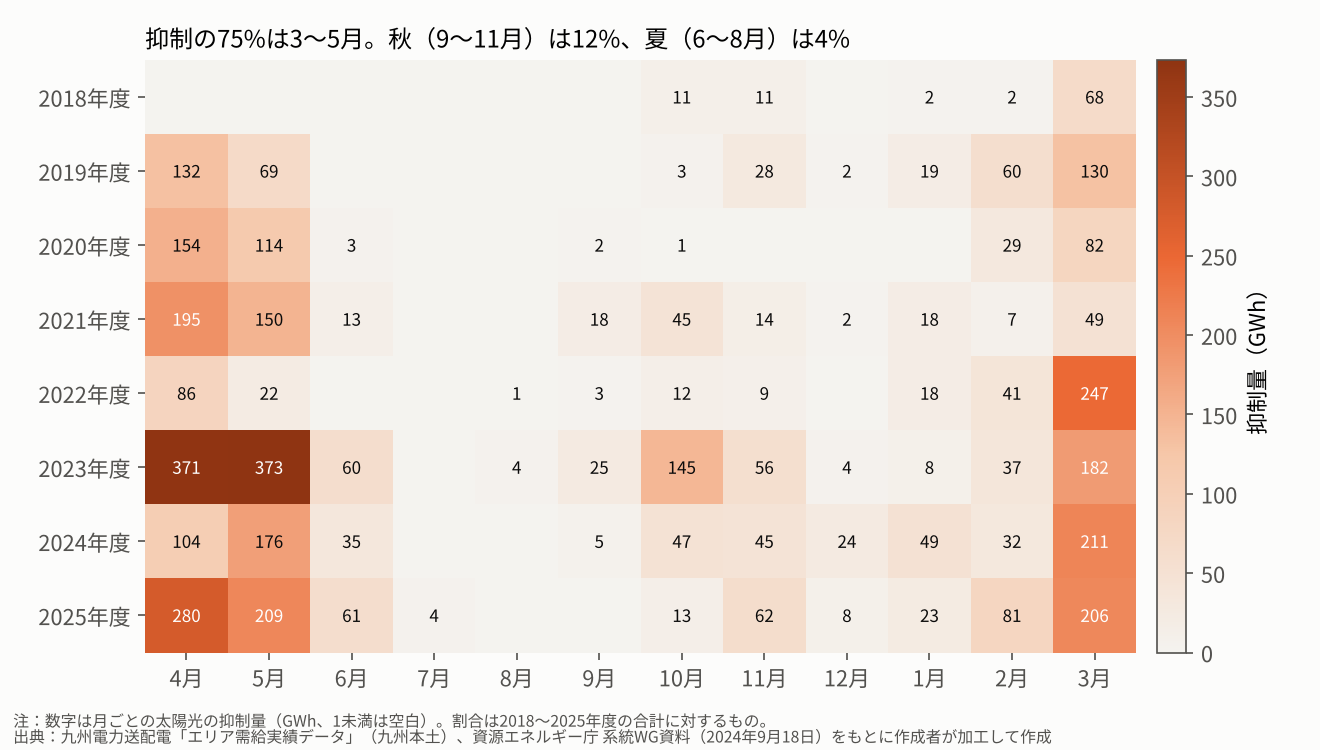 抑制の75%は3〜5月。秋（9〜11月）は12%、夏（6〜8月）は4%
2018年度 11 11 2 2 68
2019年度 132 69 3 28 2 19 60 130
2020年度 154 114 3 2 1 29 82
2021年度 195 150 13 18 45 14 2 18 7 49
2022年度 86 22 1 3 12 9 18 41 247
2023年度 371 373 60 4 25 145 56 4 8 37 182
2024年度 104 176 35 5 47 45 24 49 32 211
2025年度 280 209 61 4 13 62 8 23 81 206
4月 5月 6月 7月 8月 9月 10月 11月 12月 1月 2月 3月
350
300
250
200
150
100
50
0
抑制量（GWh）
注：数字は月ごとの太陽光の抑制量（GWh、1未満は空白）。割合は2018〜2025年度の合計に対するもの。
出典：九州電力送配電「エリア需給実績データ」（九州本土）、資源エネルギー庁 系統WG資料（2024年9月18日）をもとに作成者が加工して作成